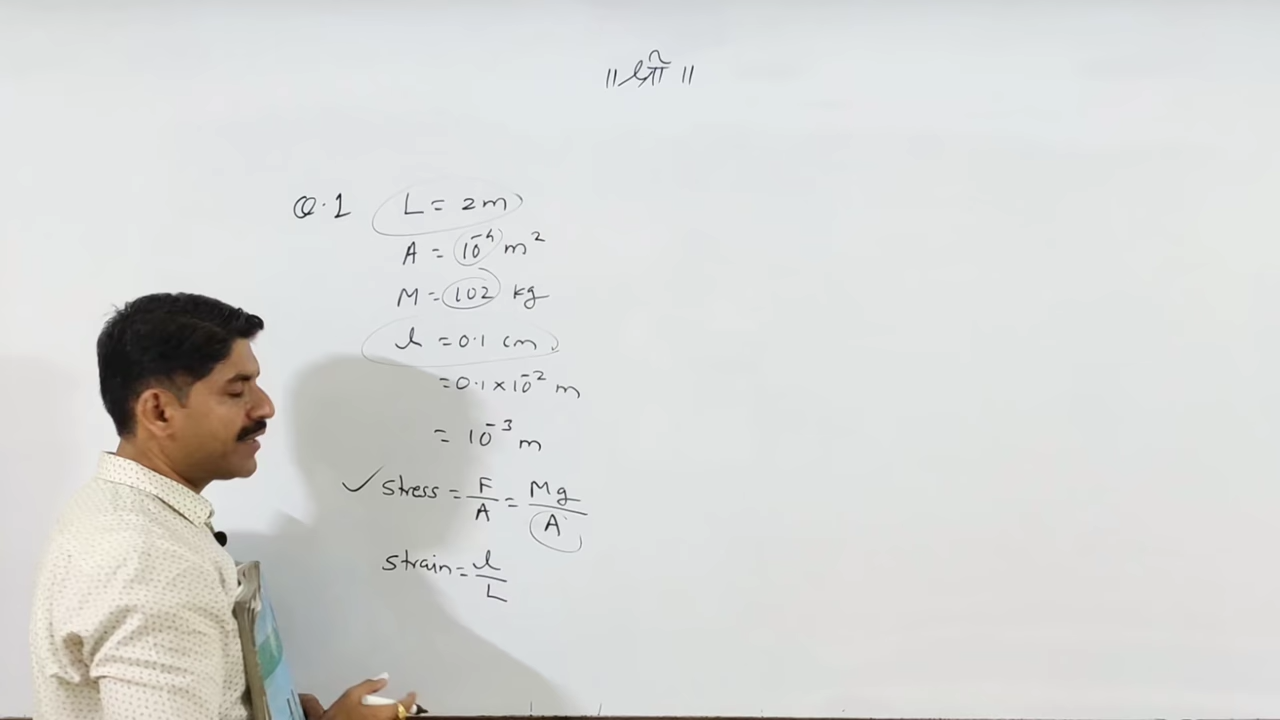 ॥ श्री ॥
Q.1 L = 2m
A = 10⁻⁴ m²
M = 102 kg
l = 0.1 cm
= 0.1 × 10⁻² m
= 10⁻³ m
✓ stress = F/A = Mg/A
strain = l/L